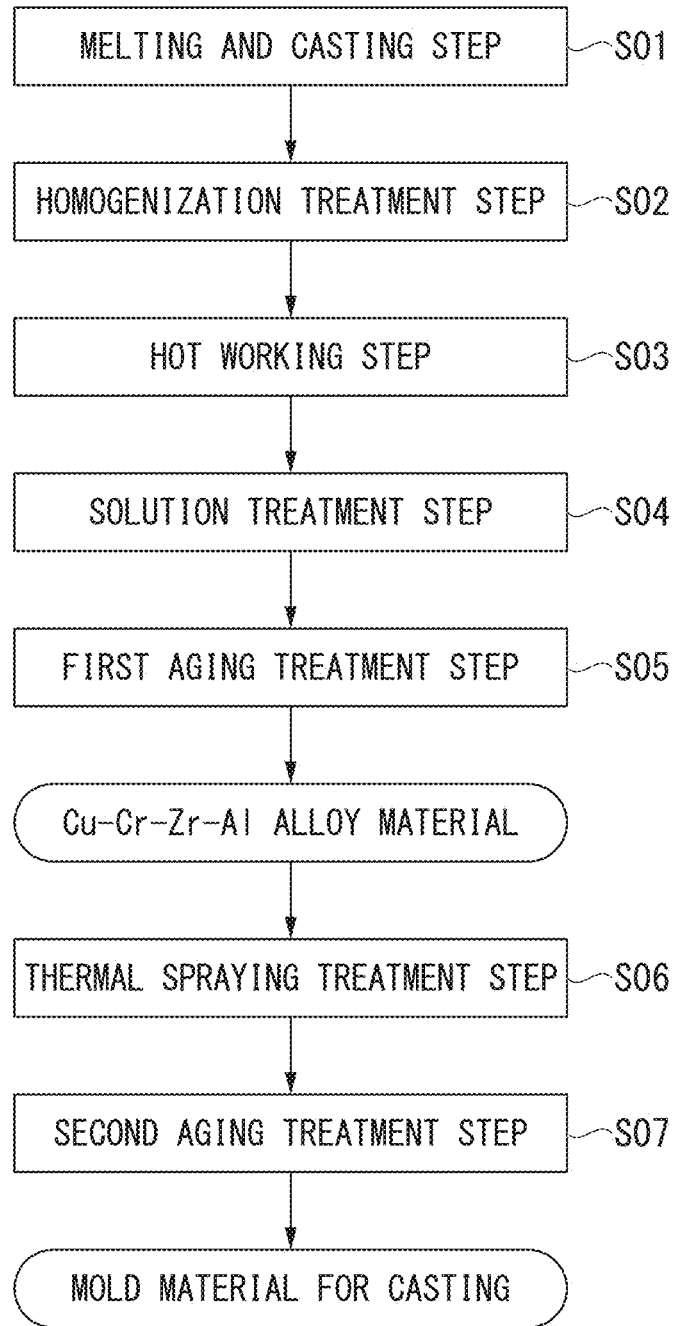 MELTING AND CASTING STEP S01
HOMOGENIZATION TREATMENT STEP S02
HOT WORKING STEP S03
SOLUTION TREATMENT STEP S04
FIRST AGING TREATMENT STEP S05
Cu-Cr-Zr-Al ALLOY MATERIAL
THERMAL SPRAYING TREATMENT STEP S06
SECOND AGING TREATMENT STEP S07
MOLD MATERIAL FOR CASTING